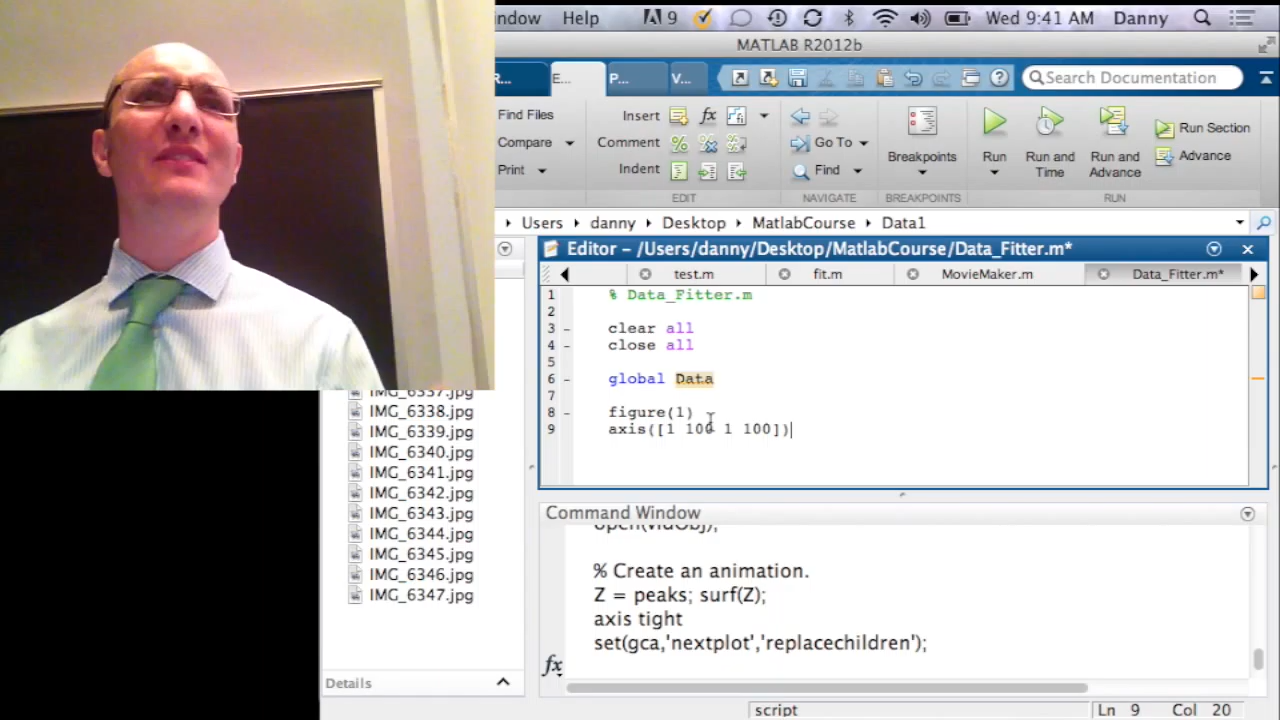 indow Help 9 Wed 9:41 AM Danny
MATLAB R2012b
R... E... P... V... Search Documentation
Find Files Insert fx Go To Breakpoints Run Run and Time Run and Advance Run Section
Compare Comment Find Advance
Print Indent
EDIT NAVIGATE BREAKPOINTS RUN
Users danny Desktop MatlabCourse Data1
Editor – /Users/danny/Desktop/MatlabCourse/Data_Fitter.m*
test.m fit.m MovieMaker.m Data_Fitter.m*
1 % Data_Fitter.m
2
3 – clear all
4 – close all
5
6 – global Data
7
8 – figure(1)
9 axis([1 100 1 100])
IMG_6337.jpg
IMG_6338.jpg
IMG_6339.jpg
IMG_6340.jpg
IMG_6341.jpg
IMG_6342.jpg
IMG_6343.jpg
IMG_6344.jpg
IMG_6345.jpg
IMG_6346.jpg
IMG_6347.jpg
Details
Command Window
open(vidObj);
% Create an animation.
Z = peaks; surf(Z);
axis tight
set(gca,'nextplot','replacechildren');
fx
script Ln 9 Col 20